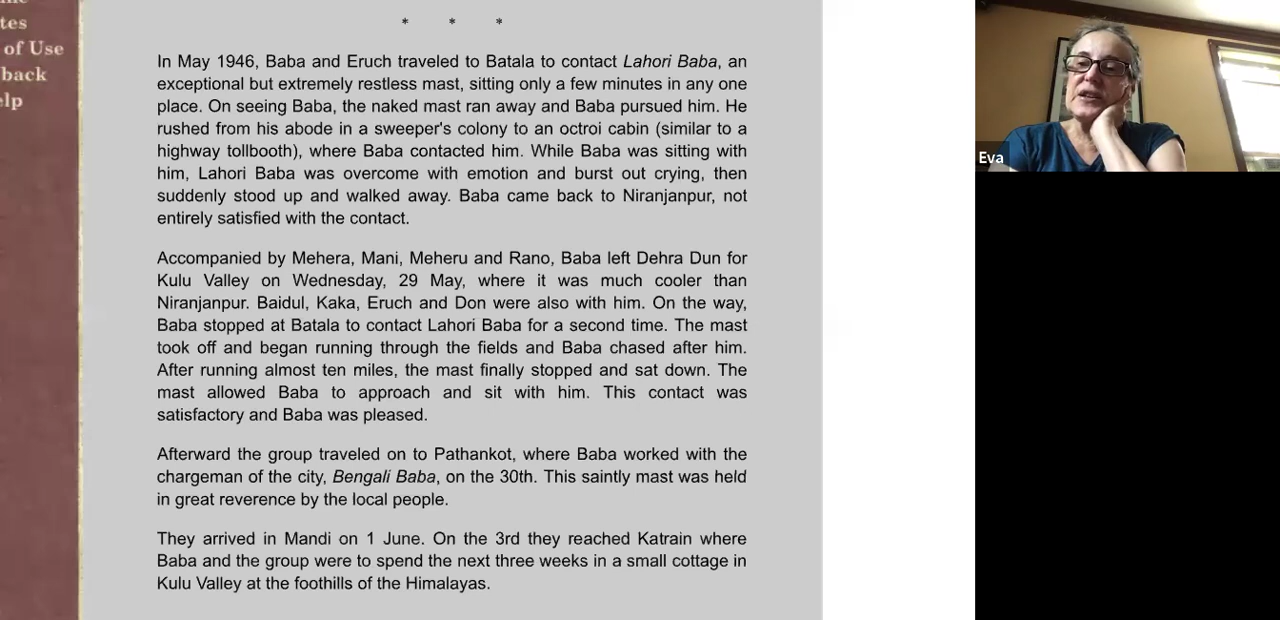 tes
of Use
back
elp
* * *
In May 1946, Baba and Eruch traveled to Batala to contact Lahori Baba, an
exceptional but extremely restless mast, sitting only a few minutes in any one
place. On seeing Baba, the naked mast ran away and Baba pursued him. He
rushed from his abode in a sweeper's colony to an octroi cabin (similar to a
highway tollbooth), where Baba contacted him. While Baba was sitting with
him, Lahori Baba was overcome with emotion and burst out crying, then
suddenly stood up and walked away. Baba came back to Niranjanpur, not
entirely satisfied with the contact.
Accompanied by Mehera, Mani, Meheru and Rano, Baba left Dehra Dun for
Kulu Valley on Wednesday, 29 May, where it was much cooler than
Niranjanpur. Baidul, Kaka, Eruch and Don were also with him. On the way,
Baba stopped at Batala to contact Lahori Baba for a second time. The mast
took off and began running through the fields and Baba chased after him.
After running almost ten miles, the mast finally stopped and sat down. The
mast allowed Baba to approach and sit with him. This contact was
satisfactory and Baba was pleased.
Afterward the group traveled on to Pathankot, where Baba worked with the
chargeman of the city, Bengali Baba, on the 30th. This saintly mast was held
in great reverence by the local people.
They arrived in Mandi on 1 June. On the 3rd they reached Katrain where
Baba and the group were to spend the next three weeks in a small cottage in
Kulu Valley at the foothills of the Himalayas.
Eva